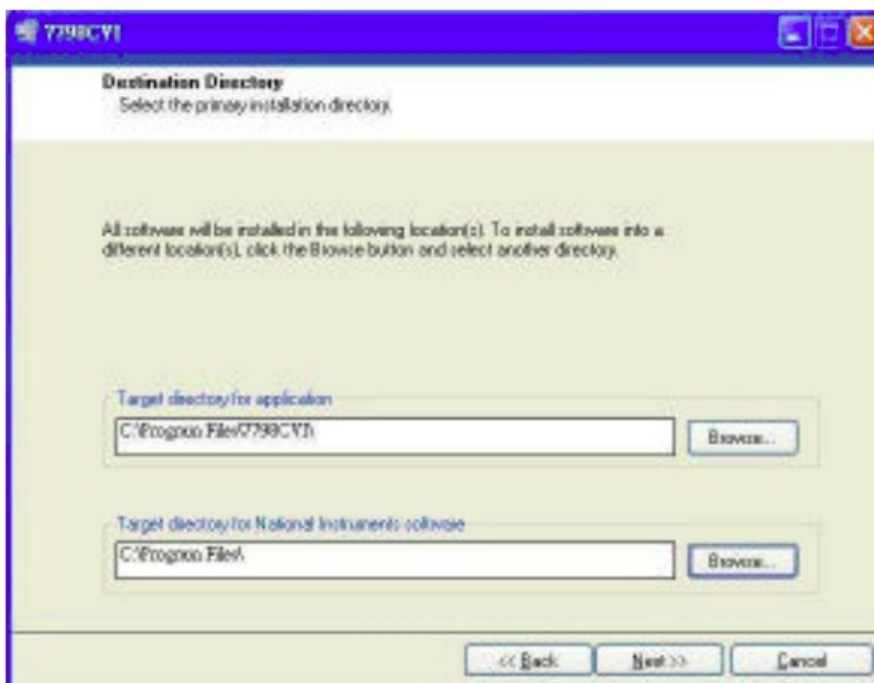 7798CVI
Destination Directory
Select the primary installation directory.
All software will be installed in the following location(s). To install software into a
different location(s), click the Browse button and select another directory.
Target directory for application
C:\Program Files\7798CVI\
Browse...
Target directory for National Instruments software
C:\Program Files\
Browse...
<< Back
Next >>
Cancel